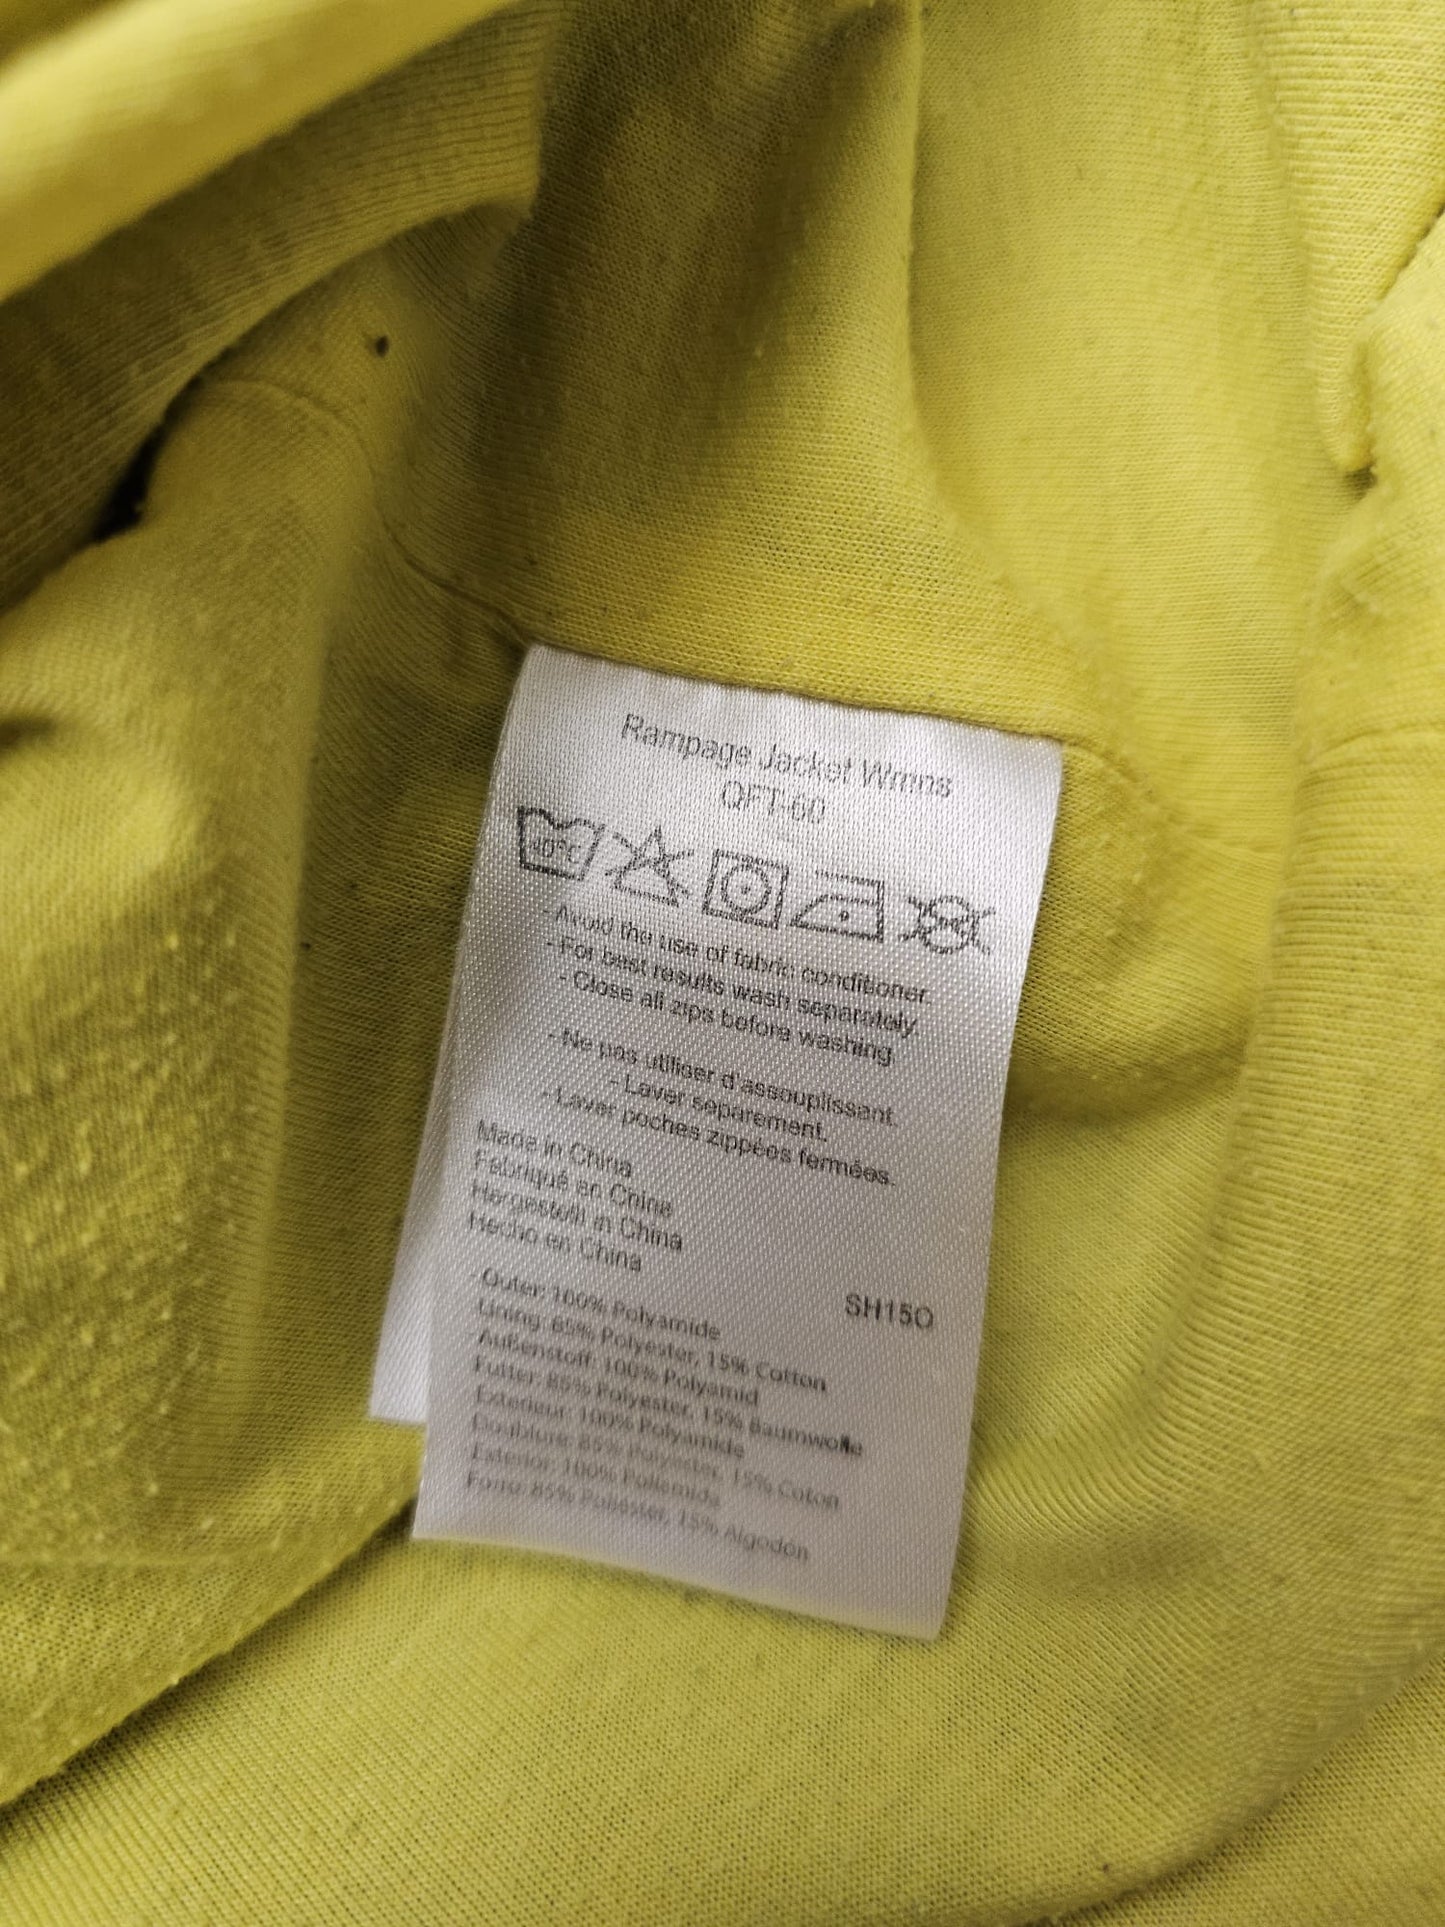 Rampage Jacket Wmns
QFT-60
40°C
- Avoid the use of fabric conditioner.
- For best results wash separately.
- Close all zips before washing.
- Ne pas utiliser d'assouplissant.
- Laver separement.
- Laver poches zippées fermées.
Made in China
Fabriqué en China
Hergestellt in China
Hecho en China
SH15O
Outer: 100% Polyamide
Lining: 85% Polyester, 15% Cotton
Außenstoff: 100% Polyamid
Futter: 85% Polyester, 15% Baumwolle
Exterieur: 100% Polyamide
Doublure: 85% Polyester, 15% Coton
Exterior: 100% Poliamida
Forro: 85% Poliéster, 15% Algodón